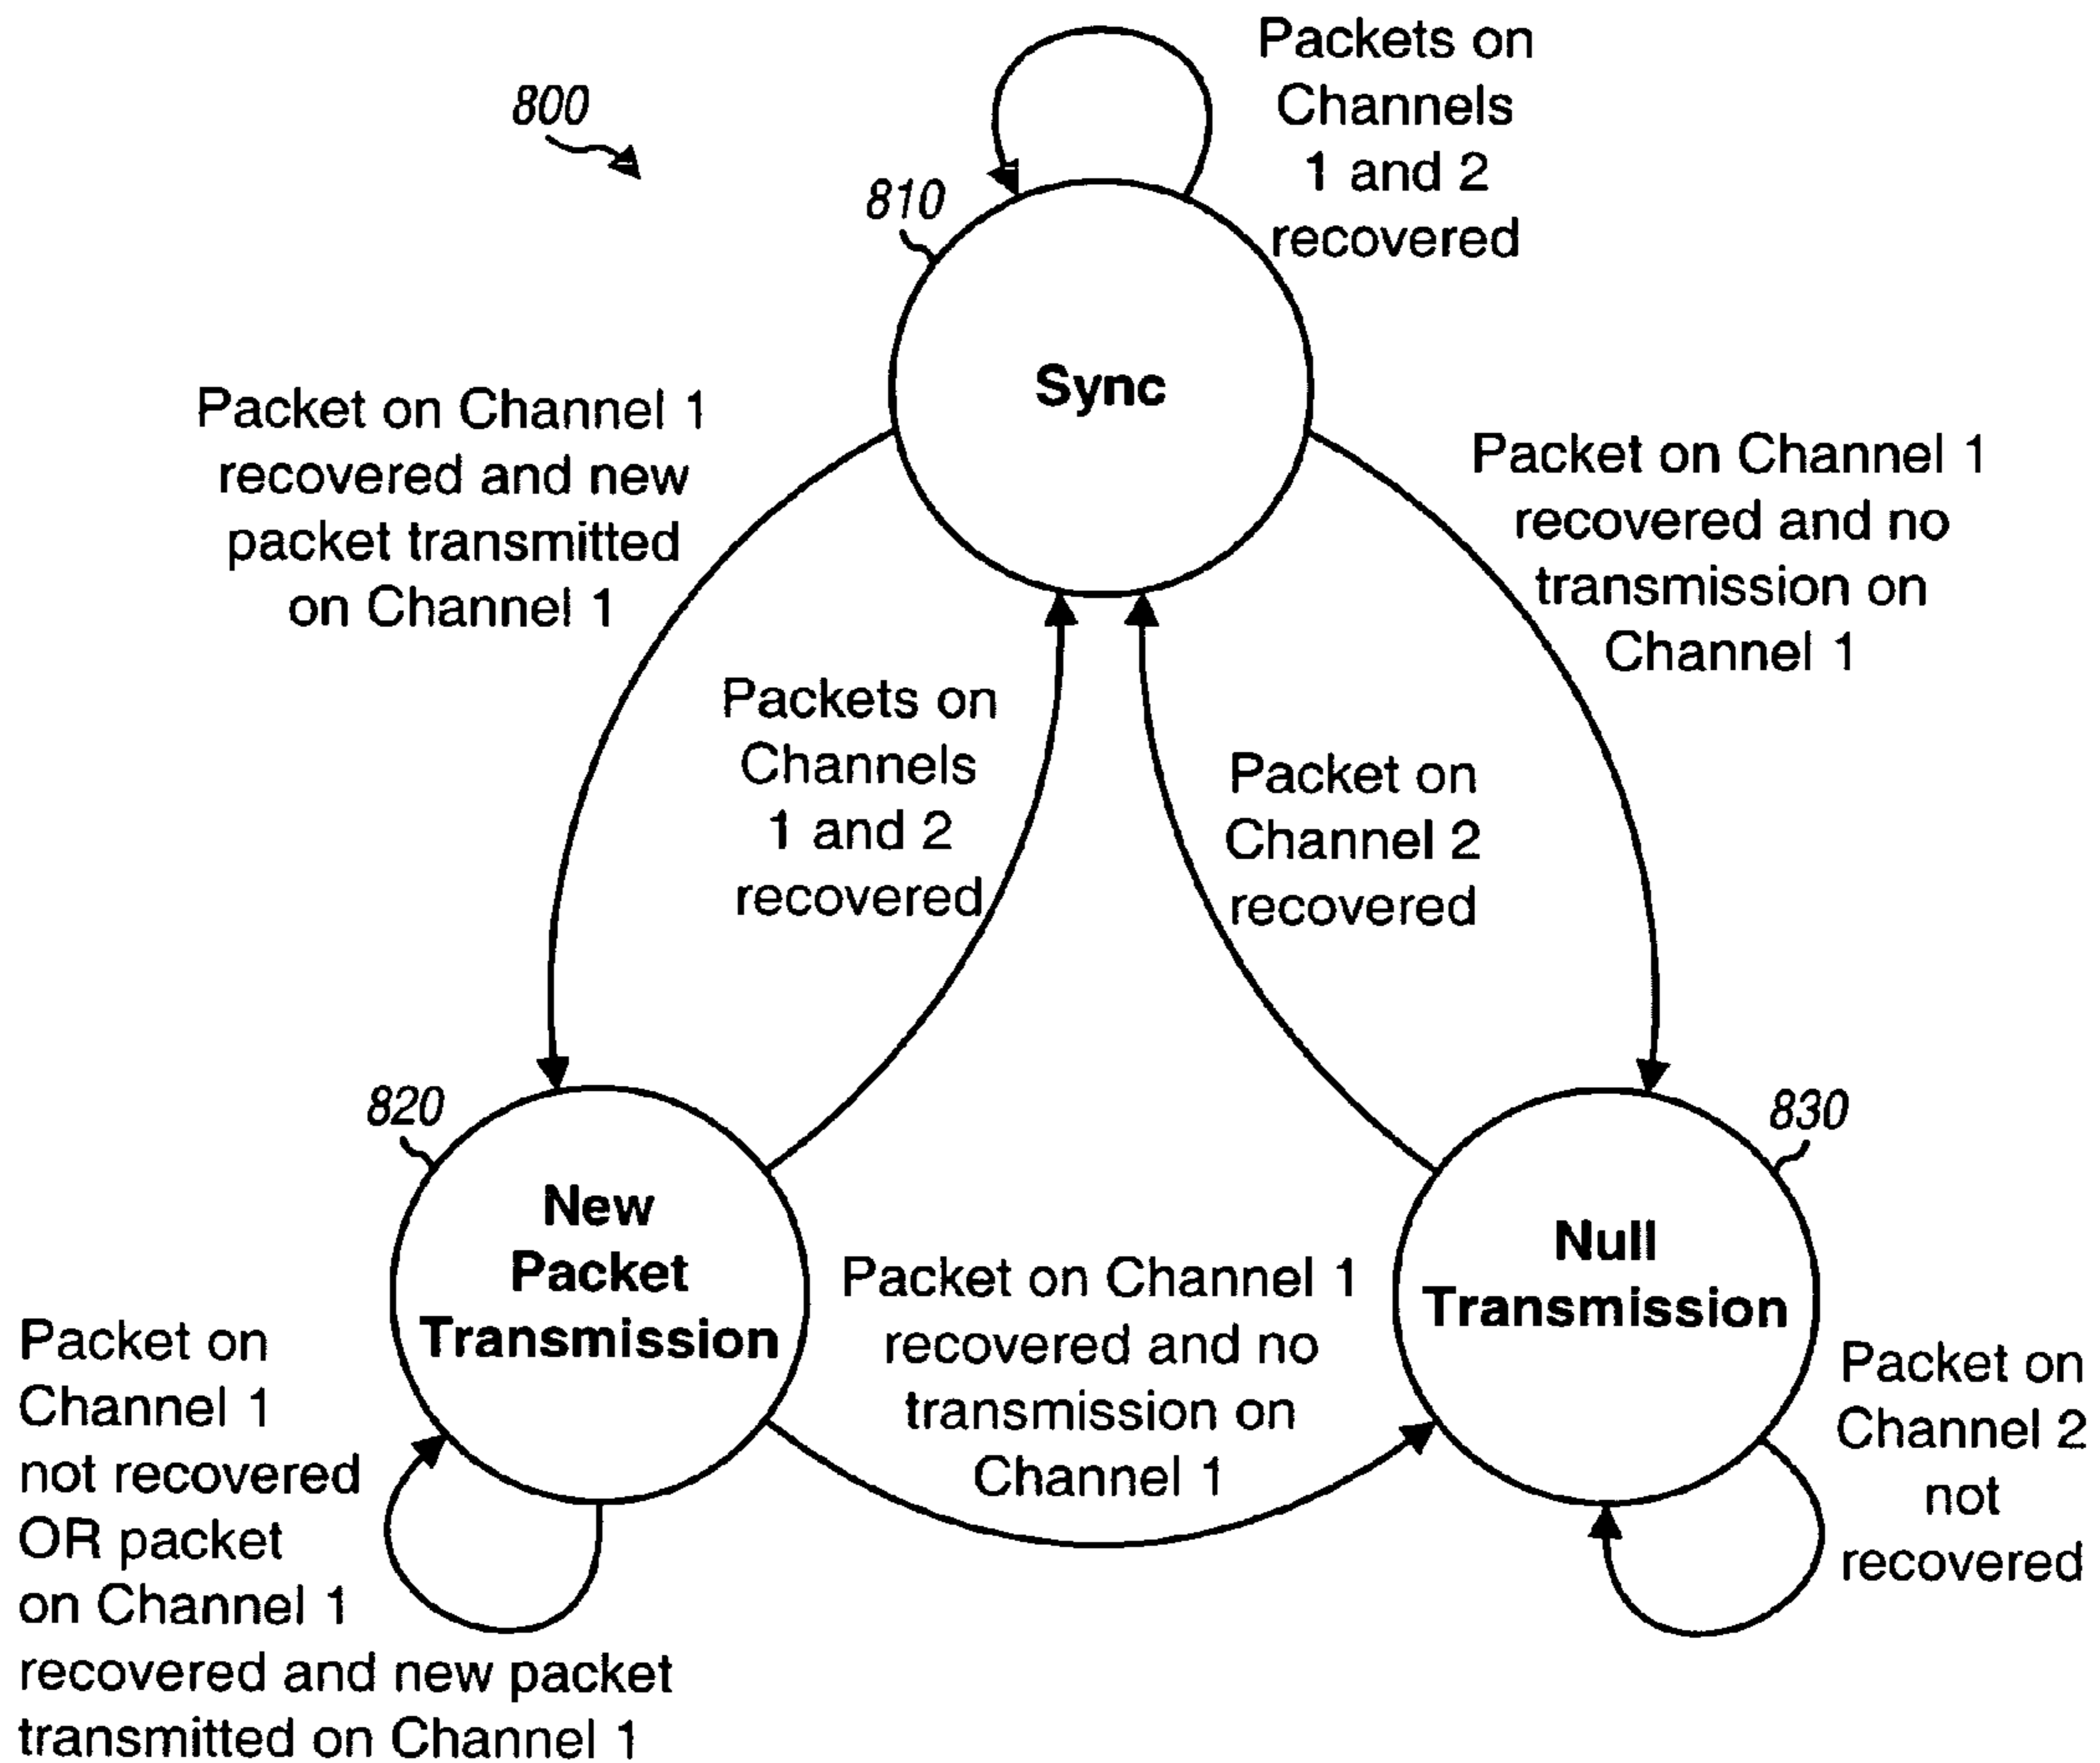 Packets on
Channels
1 and 2
recovered
800
810
Sync
Packet on Channel 1
recovered and new
packet transmitted
on Channel 1
Packet on Channel 1
recovered and no
transmission on
Channel 1
Packets on
Channels
1 and 2
recovered
Packet on
Channel 2
recovered
820
New
Packet
Transmission
830
Null
Transmission
Packet on Channel 1
recovered and no
transmission on
Channel 1
Packet on
Channel 1
not recovered
OR packet
on Channel 1
recovered and new packet
transmitted on Channel 1
Packet on
Channel 2
not
recovered